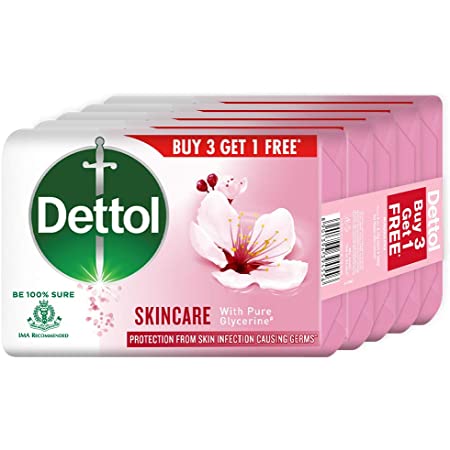 BUY 3 GET 1 FREE*
Dettol
BE 100% SURE
IMA RECOMMENDED
SKINCARE
With Pure
Glycerine#
PROTECTION FROM SKIN INFECTION CAUSING GERMS^
Buy 3
Get 1
FREE*
Dettol